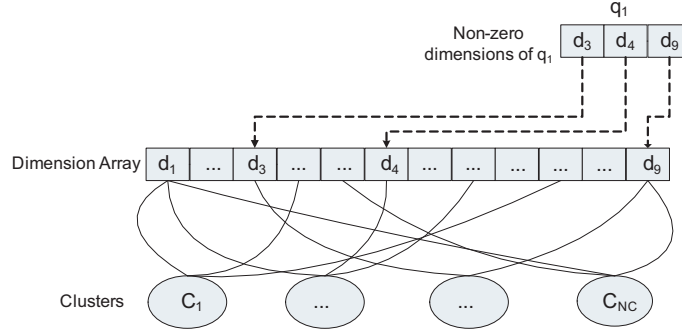 q1
Non-zero
dimensions of q1
d3 d4 d9
Dimension Array d1 ... d3 ... ... d4 ... ... ... ... ... d9
Clusters C1 ... ... CNC